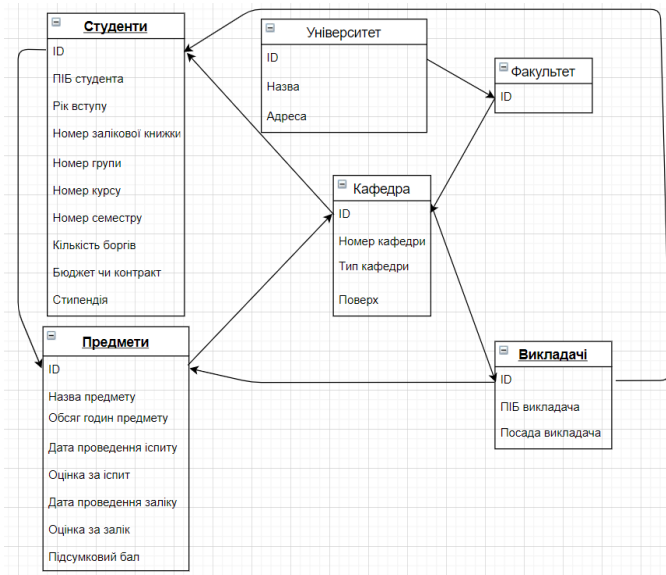 Студенти
ID
ПІБ студента
Рік вступу
Номер залікової книжки
Номер групи
Номер курсу
Номер семестру
Кількість боргів
Бюджет чи контракт
Стипендія
Університет
ID
Назва
Адреса
Факультет
ID
Кафедра
ID
Номер кафедри
Тип кафедри
Поверх
Предмети
ID
Назва предмету
Обсяг годин предмету
Дата проведення іспиту
Оцінка за іспит
Дата проведення заліку
Оцінка за залік
Підсумковий бал
Викладачі
ID
ПІБ викладача
Посада викладача